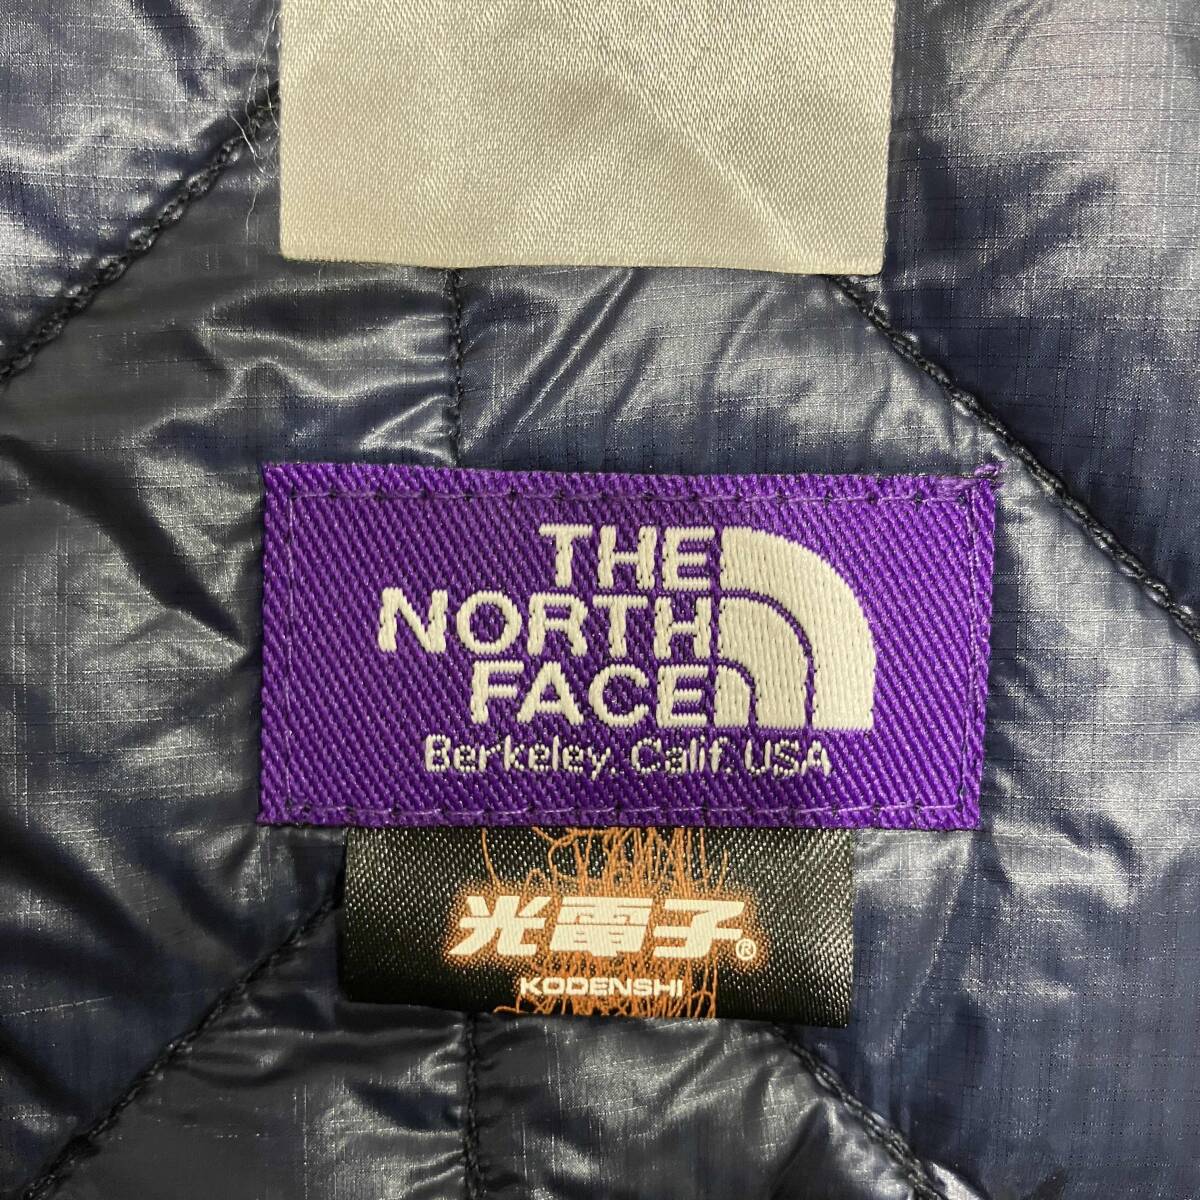 THE
NORTH
FACE
Berkeley, Calif. USA
光電子®
KODENSHI